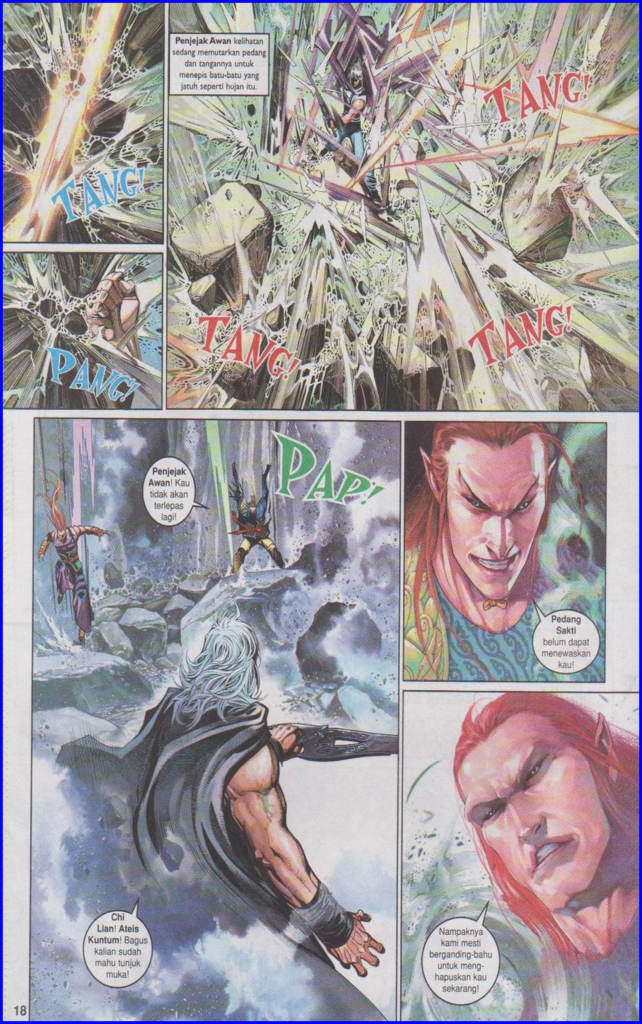 Penjejak Awan kelihatan
sedang memutarkan pedang
dan tangannya untuk
menepis batu-batu yang
jatuh seperti hujan itu.
TANG!
TANG!
PANG!
TANG!
TANG!
Penjejak
Awan! Kau
tidak akan
terlepas
lagi!
PAP!
Pedang
Sakti
belum dapat
menewaskan
kau!
Chi
Lian! Ateis
Kuntum! Bagus
kalian sudah
mahu tunjuk
muka!
Nampaknya
kami mesti
berganding-bahu
untuk meng-
hapuskan kau
sekarang!
18